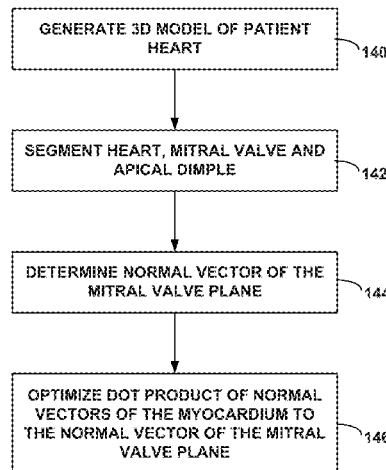 GENERATE 3D MODEL OF PATIENT
HEART
140
SEGMENT HEART, MITRAL VALVE AND
APICAL DIMPLE
142
DETERMINE NORMAL VECTOR OF THE
MITRAL VALVE PLANE
144
OPTIMIZE DOT PRODUCT OF NORMAL
VECTORS OF THE MYOCARDIUM TO
THE NORMAL VECTOR OF THE MITRAL
VALVE PLANE
146